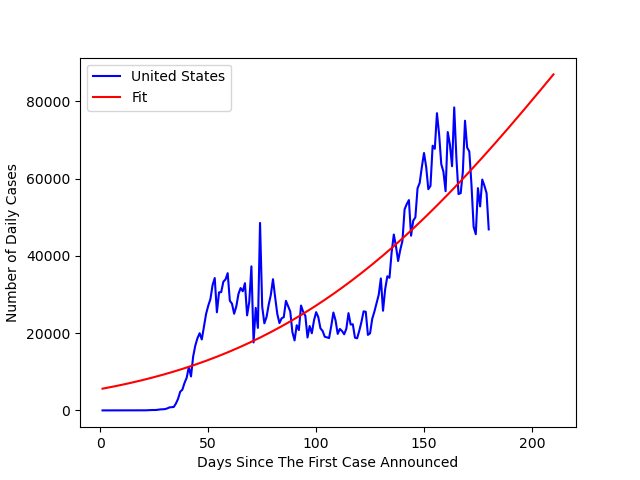 United States
Fit
80000
60000
40000
20000
0
Number of Daily Cases
0 50 100 150 200
Days Since The First Case Announced